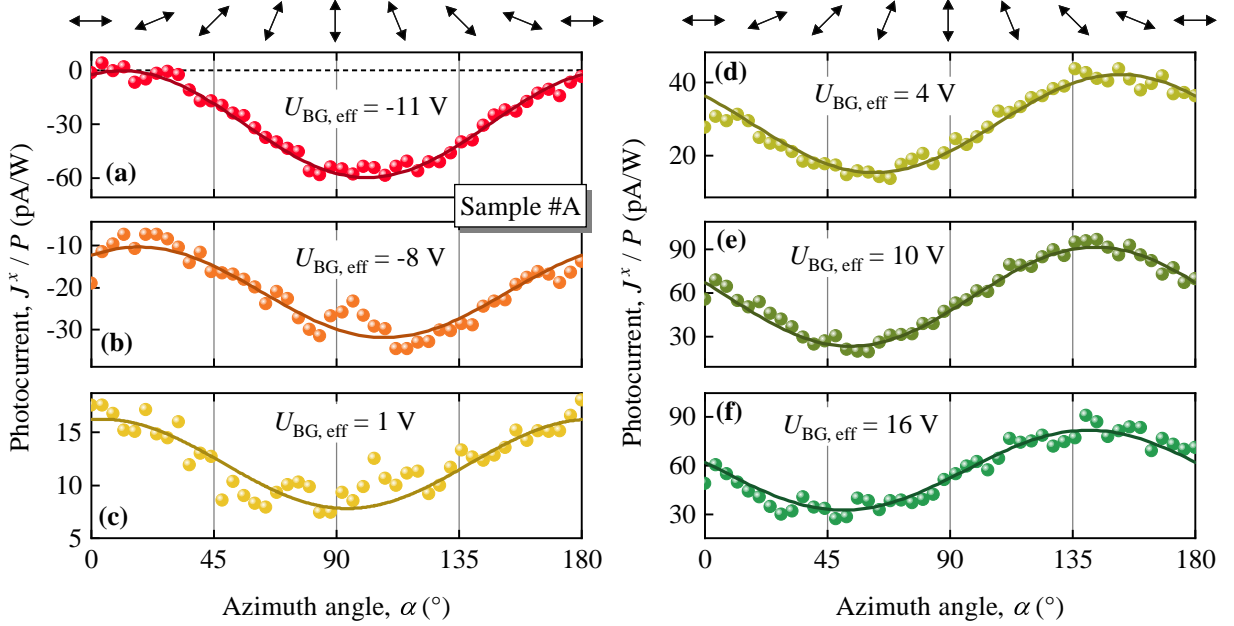 (a)
U_BG, eff = -11 V
0
-30
-60
Sample #A
(b)
U_BG, eff = -8 V
-10
-20
-30
(c)
U_BG, eff = 1 V
15
10
5
0
45
90
135
180
Photocurrent, J^x / P (pA/W)
Azimuth angle, α (°)
(d)
U_BG, eff = 4 V
40
20
(e)
U_BG, eff = 10 V
90
60
30
(f)
U_BG, eff = 16 V
90
60
30
0
45
90
135
180
Photocurrent, J^x / P (pA/W)
Azimuth angle, α (°)